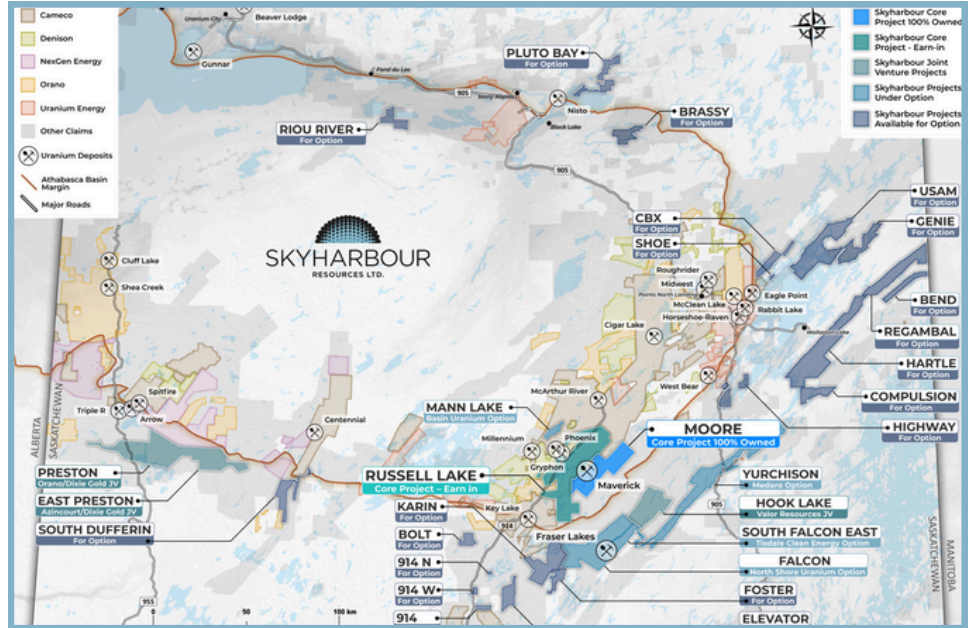 Cameco
Denison
NexGen Energy
Orano
Uranium Energy
Other Claims
Uranium Deposits
Athabasca Basin
Margin
Major Roads
Skyharbour Core
Project 100% Owned
Skyharbour Core
Project - Earn-in
Skyharbour Joint
Venture Projects
Skyharbour Projects
Under Option
Skyharbour Projects
Available for Option
Uranium City
Beaver Lodge
Gunnar
Fond du Lac
905
Stony Rapids
Nisto
Black Lake
905
PLUTO BAY
For Option
BRASSY
For Option
RIOU RIVER
For Option
SKYHARBOUR
RESOURCES LTD.
USAM
For Option
GENIE
For Option
CBX
For Option
SHOE
For Option
BEND
For Option
REGAMBAL
For Option
HARTLE
For Option
COMPULSION
For Option
HIGHWAY
For Option
Roughrider
Midwest
Points North Landing
McClean Lake
Horseshoe-Raven
Eagle Point
Rabbit Lake
Wollaston Lake
Cigar Lake
West Bear
McArthur River
Cluff Lake
Shea Creek
Spitfire
Triple R
Arrow
Centennial
ALBERTA
SASKATCHEWAN
MANN LAKE
Basin Uranium Option
Millennium
Phoenix
Gryphon
MOORE
Core Project 100% Owned
Maverick
RUSSELL LAKE
Core Project - Earn in
PRESTON
Orano/Dixie Gold JV
EAST PRESTON
Azincourt/Dixie Gold JV
SOUTH DUFFERIN
For Option
KARIN
For Option
Key Lake
914
BOLT
For Option
914 N
For Option
914 W
For Option
914
Fraser Lakes
905
YURCHISON
Medaro Option
HOOK LAKE
Valor Resources JV
SOUTH FALCON EAST
Tisdale Clean Energy Option
FALCON
North Shore Uranium Option
FOSTER
For Option
ELEVATOR
SASKATCHEWAN
MANITOBA
955
0 50 100 km